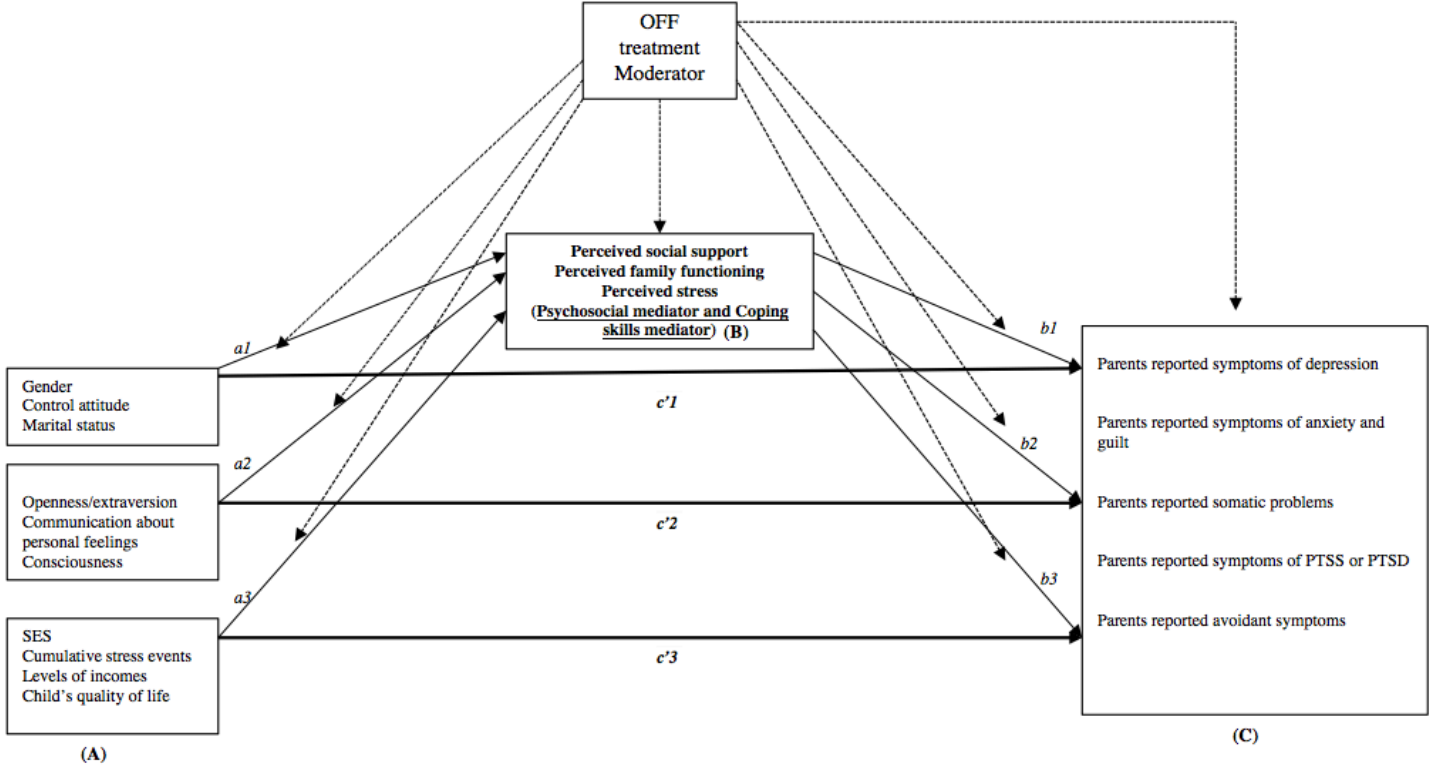 OFF
treatment
Moderator
Perceived social support
Perceived family functioning
Perceived stress
(Psychosocial mediator and Coping
skills mediator) (B)
a1
b1
Gender
Control attitude
Marital status
c'1
Parents reported symptoms of depression
Parents reported symptoms of anxiety and
guilt
a2
b2
Openness/extraversion
Communication about
personal feelings
Consciousness
c'2
Parents reported somatic problems
Parents reported symptoms of PTSS or PTSD
a3
b3
SES
Cumulative stress events
Levels of incomes
Child's quality of life
c'3
Parents reported avoidant symptoms
(A)
(C)